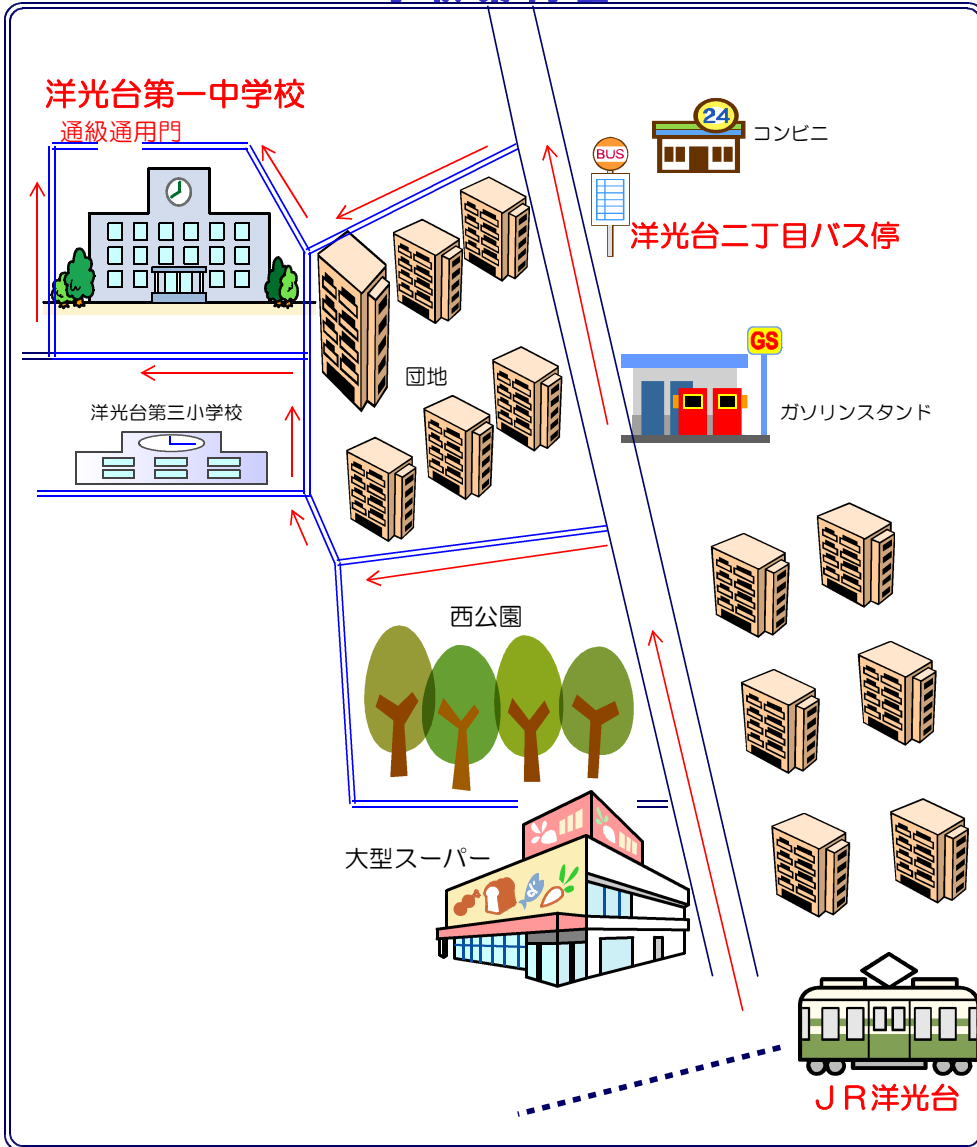 洋光台第一中学校
通級通用門
24
コンビニ
BUS
洋光台二丁目バス停
GS
団地
ガソリンスタンド
洋光台第三小学校
西公園
大型スーパー
ＪＲ洋光台